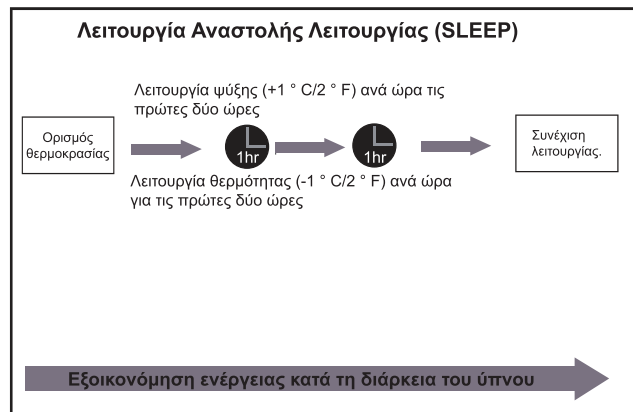 Λειτουργία Αναστολής Λειτουργίας (SLEEP)
Λειτουργία ψύξης (+1 ° C/2 ° F) ανά ώρα τις
πρώτες δύο ώρες
Ορισμός
θερμοκρασίας
1hr
1hr
Συνέχιση
λειτουργίας.
Λειτουργία θερμότητας (-1 ° C/2 ° F) ανά ώρα
για τις πρώτες δύο ώρες
Εξοικονόμηση ενέργειας κατά τη διάρκεια του ύπνου